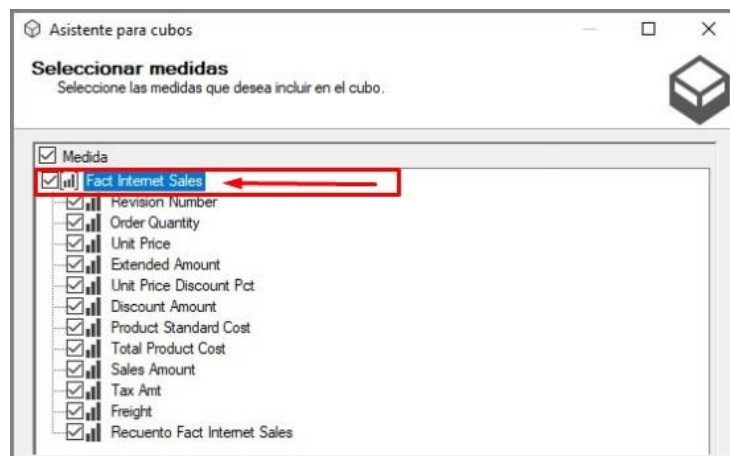 Asistente para cubos
Seleccionar medidas
Seleccione las medidas que desea incluir en el cubo.
Medida
Fact Internet Sales
Revision Number
Order Quantity
Unit Price
Extended Amount
Unit Price Discount Pct
Discount Amount
Product Standard Cost
Total Product Cost
Sales Amount
Tax Amt
Freight
Recuento Fact Internet Sales